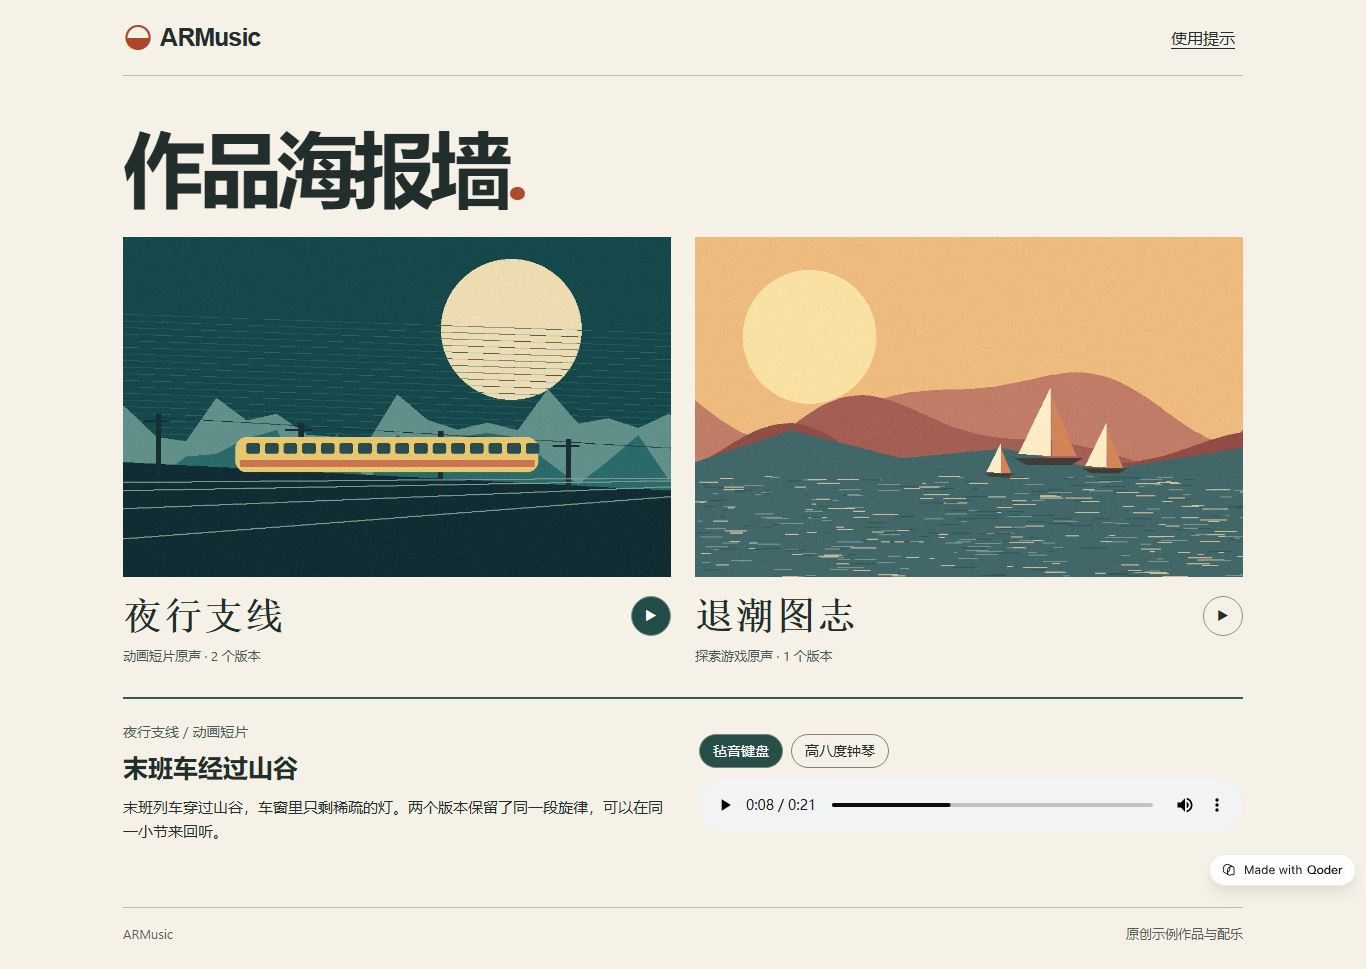 ARMusic
使用提示
作品海报墙.
夜行支线
动画短片原声 · 2 个版本
退潮图志
探索游戏原声 · 1 个版本
夜行支线 / 动画短片
末班车经过山谷
末班列车穿过山谷，车窗里只剩稀疏的灯。两个版本保留了同一段旋律，可以在同
一小节来回听。
毡音键盘
高八度钟琴
0:08 / 0:21
Made with Qoder
ARMusic
原创示例作品与配乐